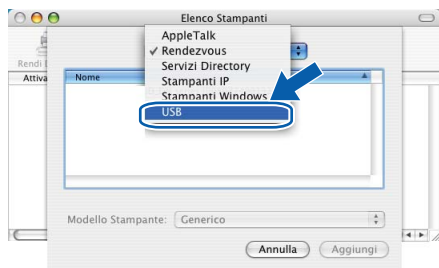 Elenco Stampanti
AppleTalk
✓ Rendezvous
Servizi Directory
Stampanti IP
Stampanti Windows
USB
Rendi
Attiva
Nome
Modello Stampante: Generico
Annulla Aggiungi